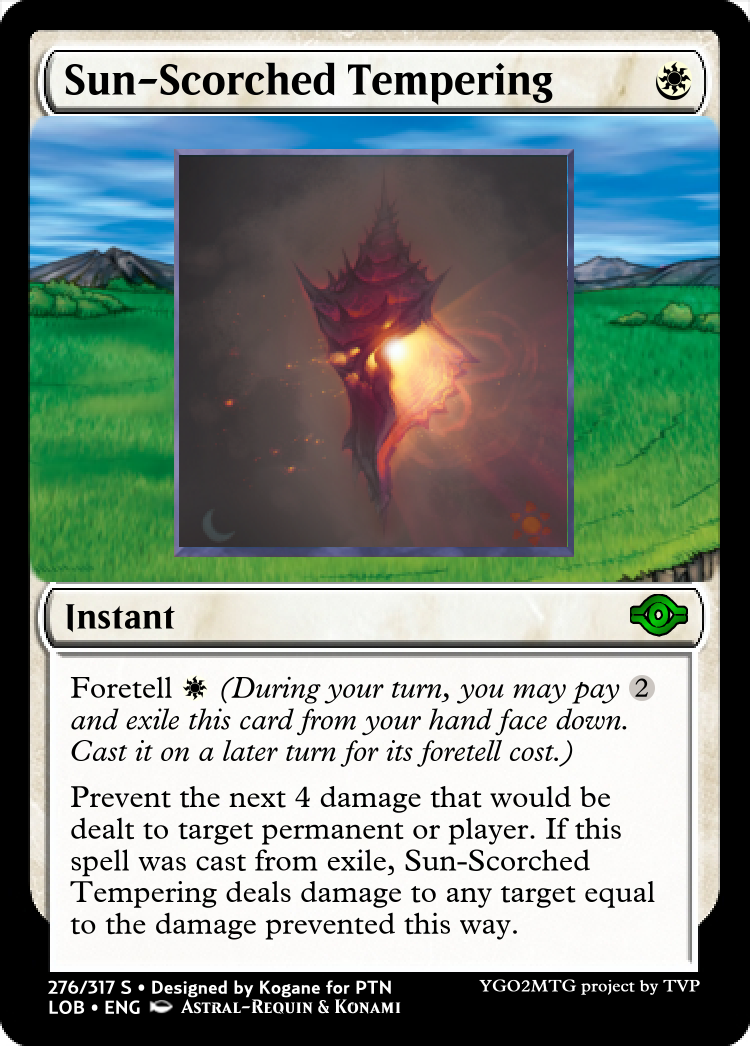 Sun-Scorched Tempering
Instant
Foretell (During your turn, you may pay 2
and exile this card from your hand face down.
Cast it on a later turn for its foretell cost.)
Prevent the next 4 damage that would be
dealt to target permanent or player. If this
spell was cast from exile, Sun-Scorched
Tempering deals damage to any target equal
to the damage prevented this way.
276/317 S • Designed by Kogane for PTN
YGO2MTG project by TVP
LOB • ENG Astral-Requin & Konami